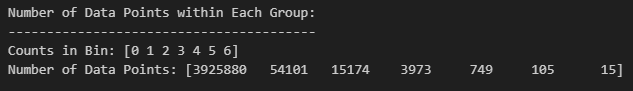 Number of Data Points within Each Group:
----------------------------------------
Counts in Bin: [0 1 2 3 4 5 6]
Number of Data Points: [3925880   54101   15174    3973     749     105      15]